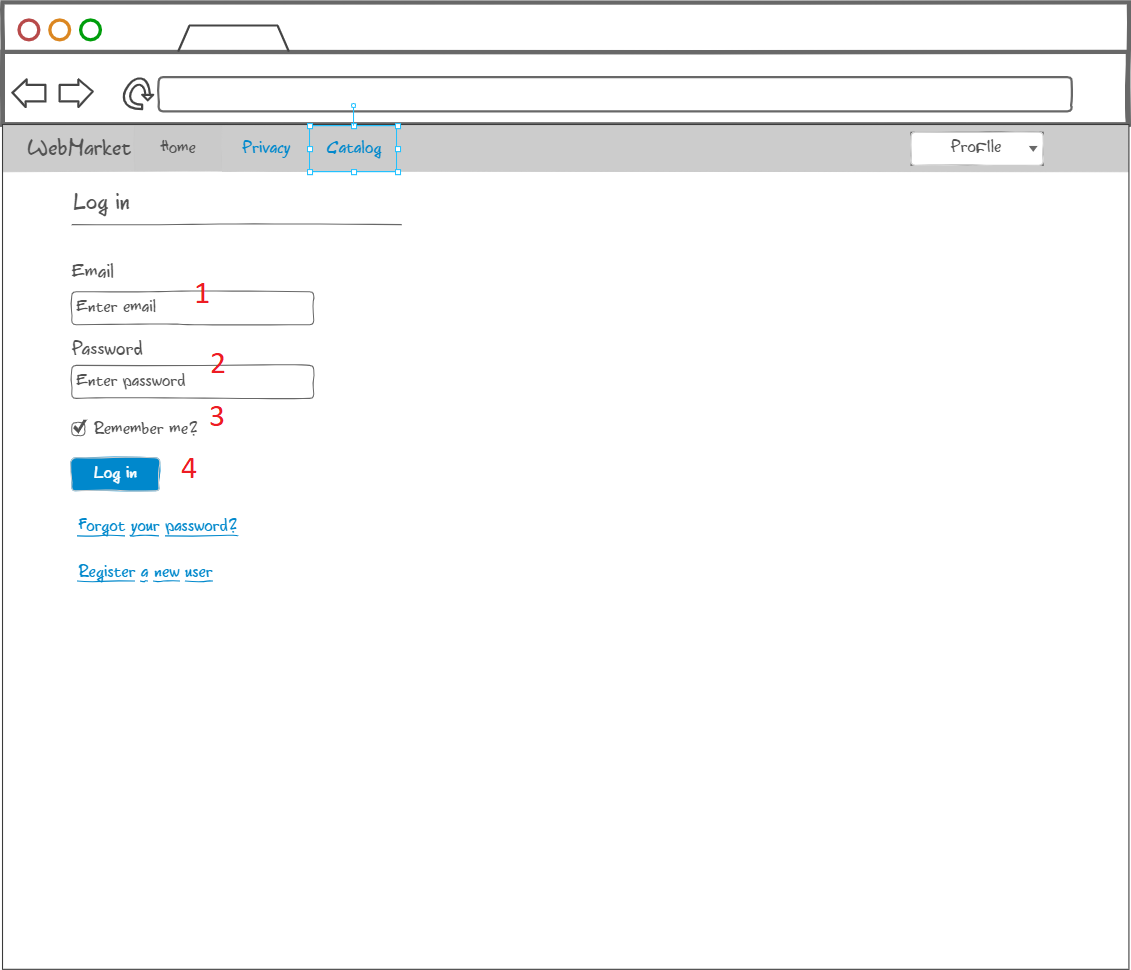 WebMarket Home Privacy Catalog Profile
Log in
Email
1
Enter email
Password
2
Enter password
Remember me? 3
Log in 4
Forgot your password?
Register a new user